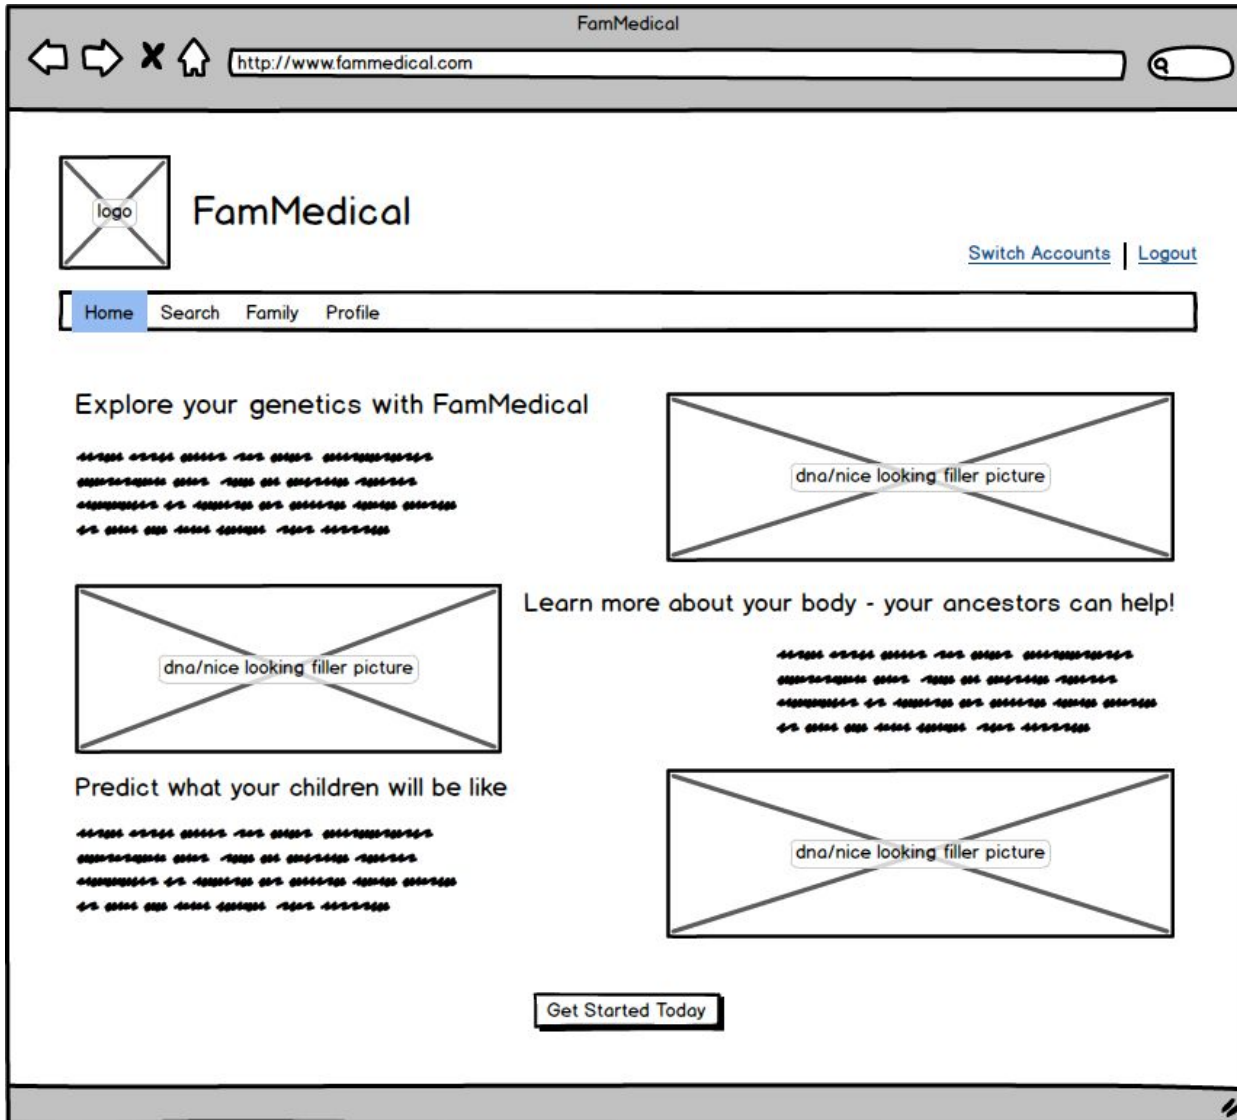 FamMedical
http://www.fammedical.com
logo
FamMedical
Switch Accounts Logout
Home Search Family Profile
Explore your genetics with FamMedical
dna/nice looking filler picture
dna/nice looking filler picture
Learn more about your body - your ancestors can help!
Predict what your children will be like
dna/nice looking filler picture
Get Started Today